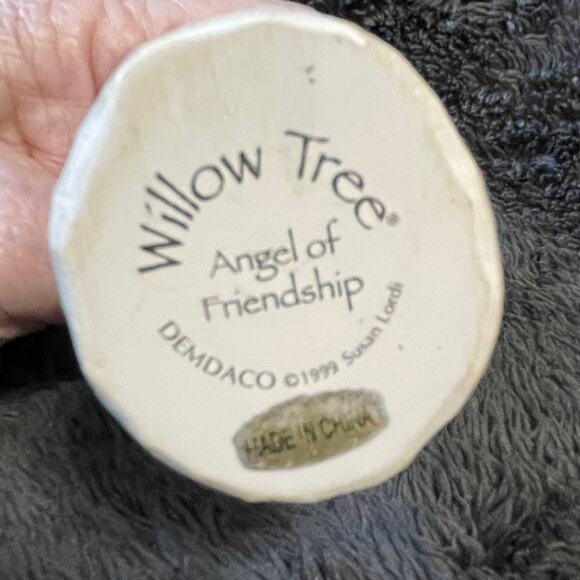 Willow Tree®
Angel of
Friendship
DEMDACO ©1999 Susan Lordi
MADE IN CHINA